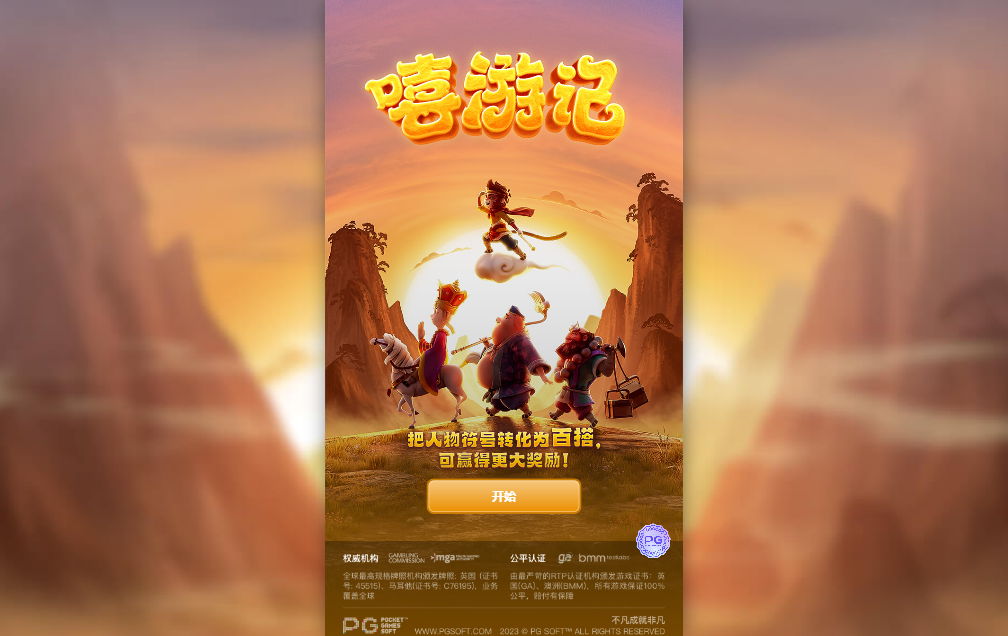 嘻游记
把人物符号转化为百搭，
可赢得更大奖励！
开始
PG
权威机构 GAMBLING COMMISSION mga 公平认证 ga bmm testlabs
全球最高规格牌照机构颁发牌照: 英国 (证书
号: 45515)、马耳他(证书号: C76195)、业务
覆盖全球
由最严苛的RTP认证机构颁发游戏证书: 英
国(GA)、澳洲(BMM)、所有游戏保证100%
公平，赔付有保障
不凡成就非凡
PG POCKET GAMES SOFT WWW.PGSOFT.COM 2023 © PG SOFT™ ALL RIGHTS RESERVED